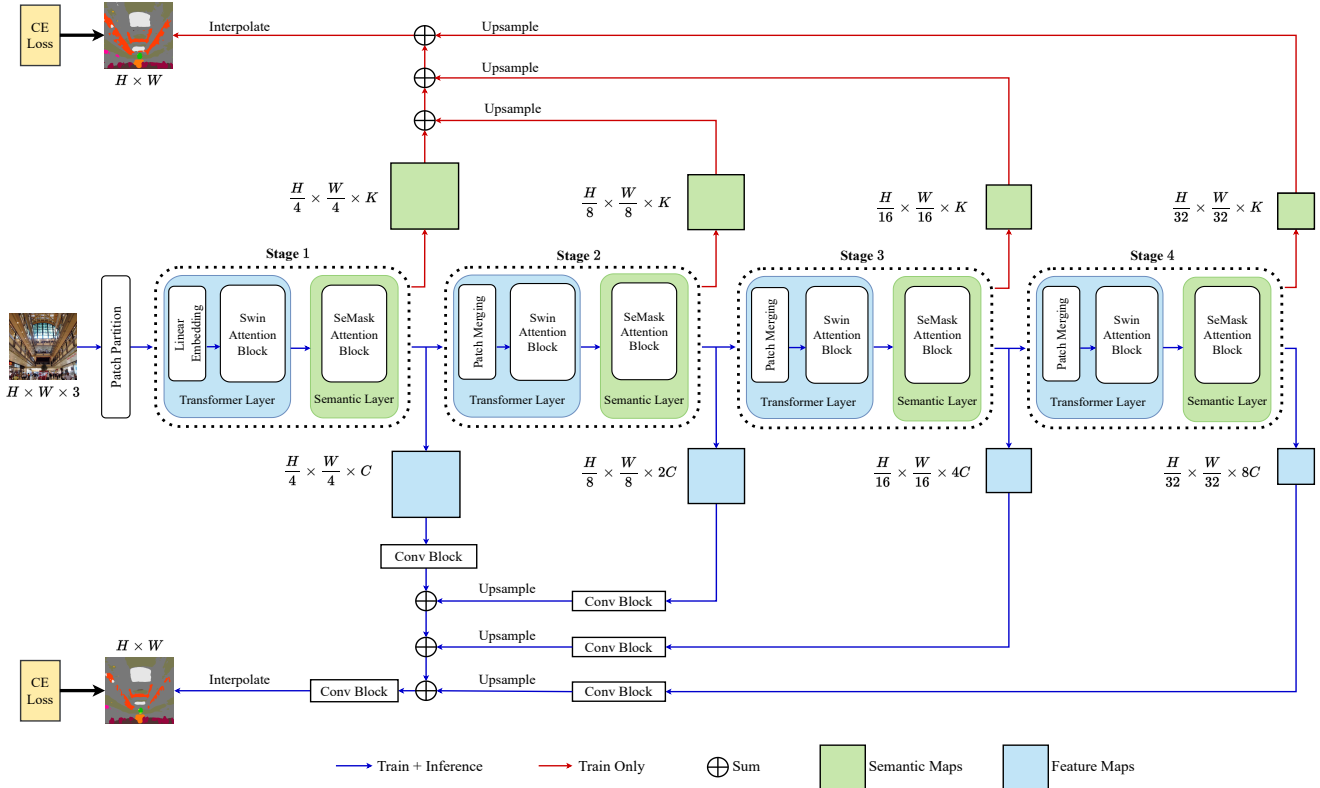 CE
Loss
H × W
Interpolate
Upsample
Upsample
Upsample
H/4 × W/4 × K
H/8 × W/8 × K
H/16 × W/16 × K
H/32 × W/32 × K
Stage 1
Stage 2
Stage 3
Stage 4
H × W × 3
Patch Partition
Linear
Embedding
Swin
Attention
Block
Transformer Layer
SeMask
Attention
Block
Semantic Layer
Patch Merging
Swin
Attention
Block
Transformer Layer
SeMask
Attention
Block
Semantic Layer
Patch Merging
Swin
Attention
Block
Transformer Layer
SeMask
Attention
Block
Semantic Layer
Patch Merging
Swin
Attention
Block
Transformer Layer
SeMask
Attention
Block
Semantic Layer
H/4 × W/4 × C
H/8 × W/8 × 2C
H/16 × W/16 × 4C
H/32 × W/32 × 8C
Conv Block
Upsample
Conv Block
Upsample
Conv Block
H × W
CE
Loss
Interpolate
Conv Block
Upsample
Conv Block
Train + Inference
Train Only
Sum
Semantic Maps
Feature Maps